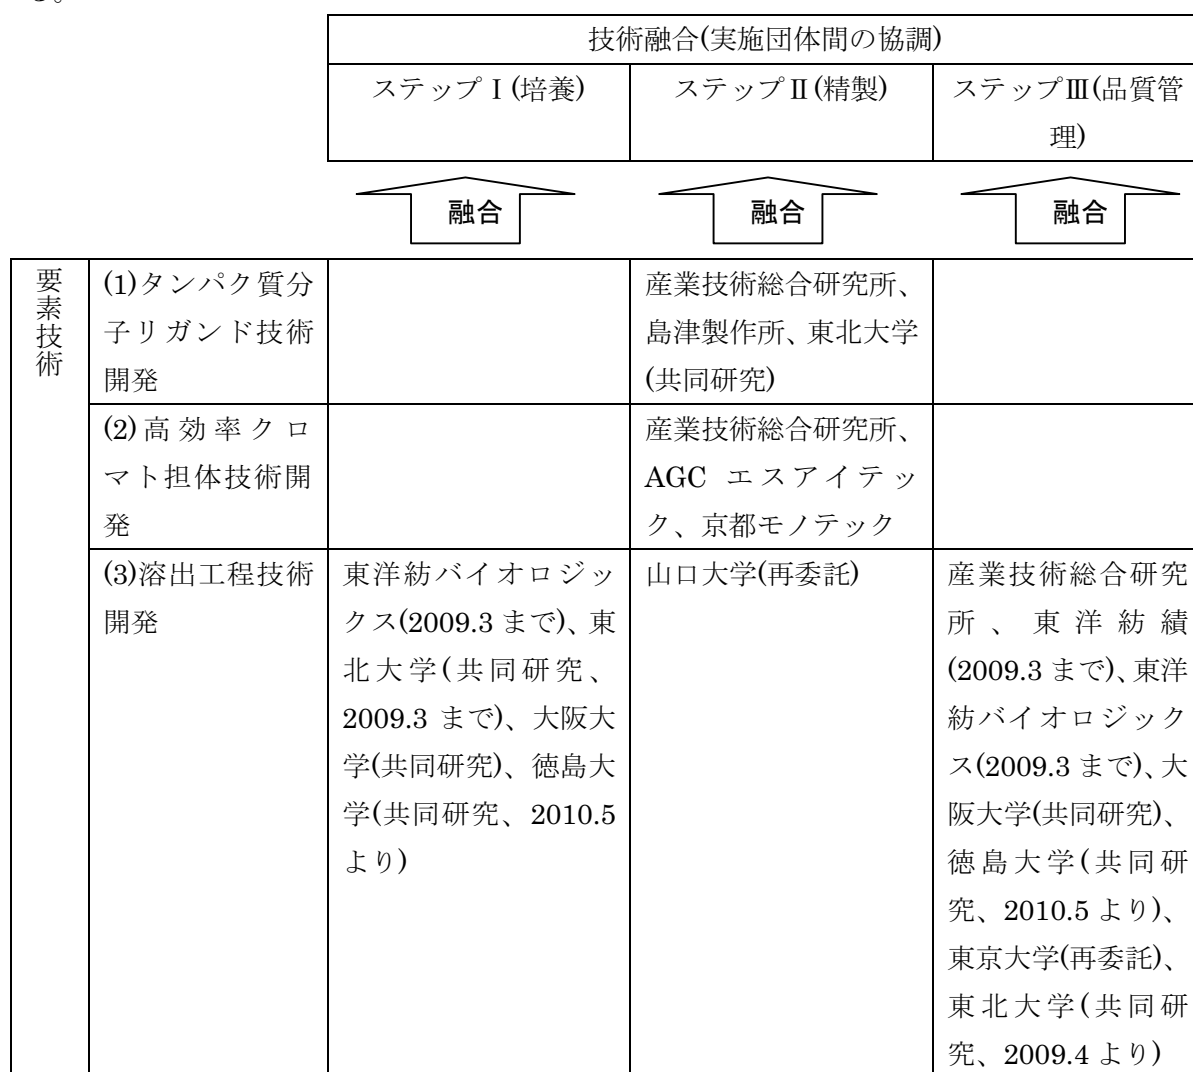 る。
技術融合(実施団体間の協調)
ステップⅠ(培養)
ステップⅡ(精製)
ステップⅢ(品質管
理)
融合
融合
融合
要素技術
(1)タンパク質分
子リガンド技術
開発
産業技術総合研究所、
島津製作所、東北大学
(共同研究)
(2)高効率クロ
マト担体技術開
発
産業技術総合研究所、
AGC エスアイテッ
ク、京都モノテック
(3)溶出工程技術
開発
東洋紡バイオロジッ
クス(2009.3 まで)、東
北大学(共同研究、
2009.3 まで)、大阪大
学(共同研究)、徳島大
学(共同研究、2010.5
より)
山口大学(再委託)
産業技術総合研究
所、東洋紡績
(2009.3 まで)、東洋
紡バイオロジック
ス(2009.3 まで)、大
阪大学(共同研究)、
徳島大学(共同研
究、2010.5 より)、
東京大学(再委託)、
東北大学(共同研
究、2009.4 より)